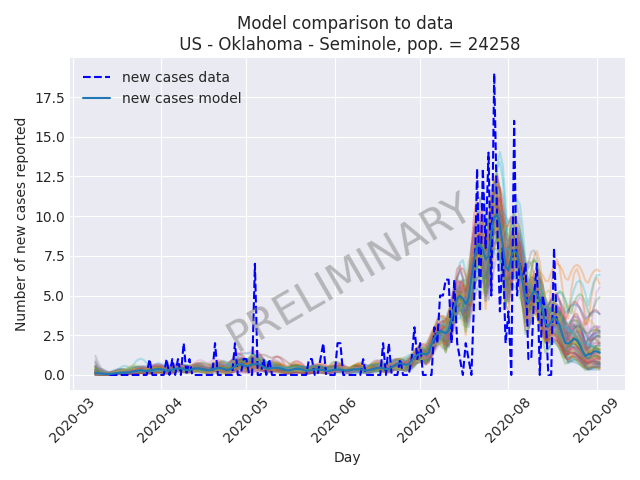 Model comparison to data
US - Oklahoma - Seminole, pop. = 24258
new cases data
new cases model
PRELIMINARY
Number of new cases reported
17.5
15.0
12.5
10.0
7.5
5.0
2.5
0.0
2020-03
2020-04
2020-05
2020-06
2020-07
2020-08
2020-09
Day